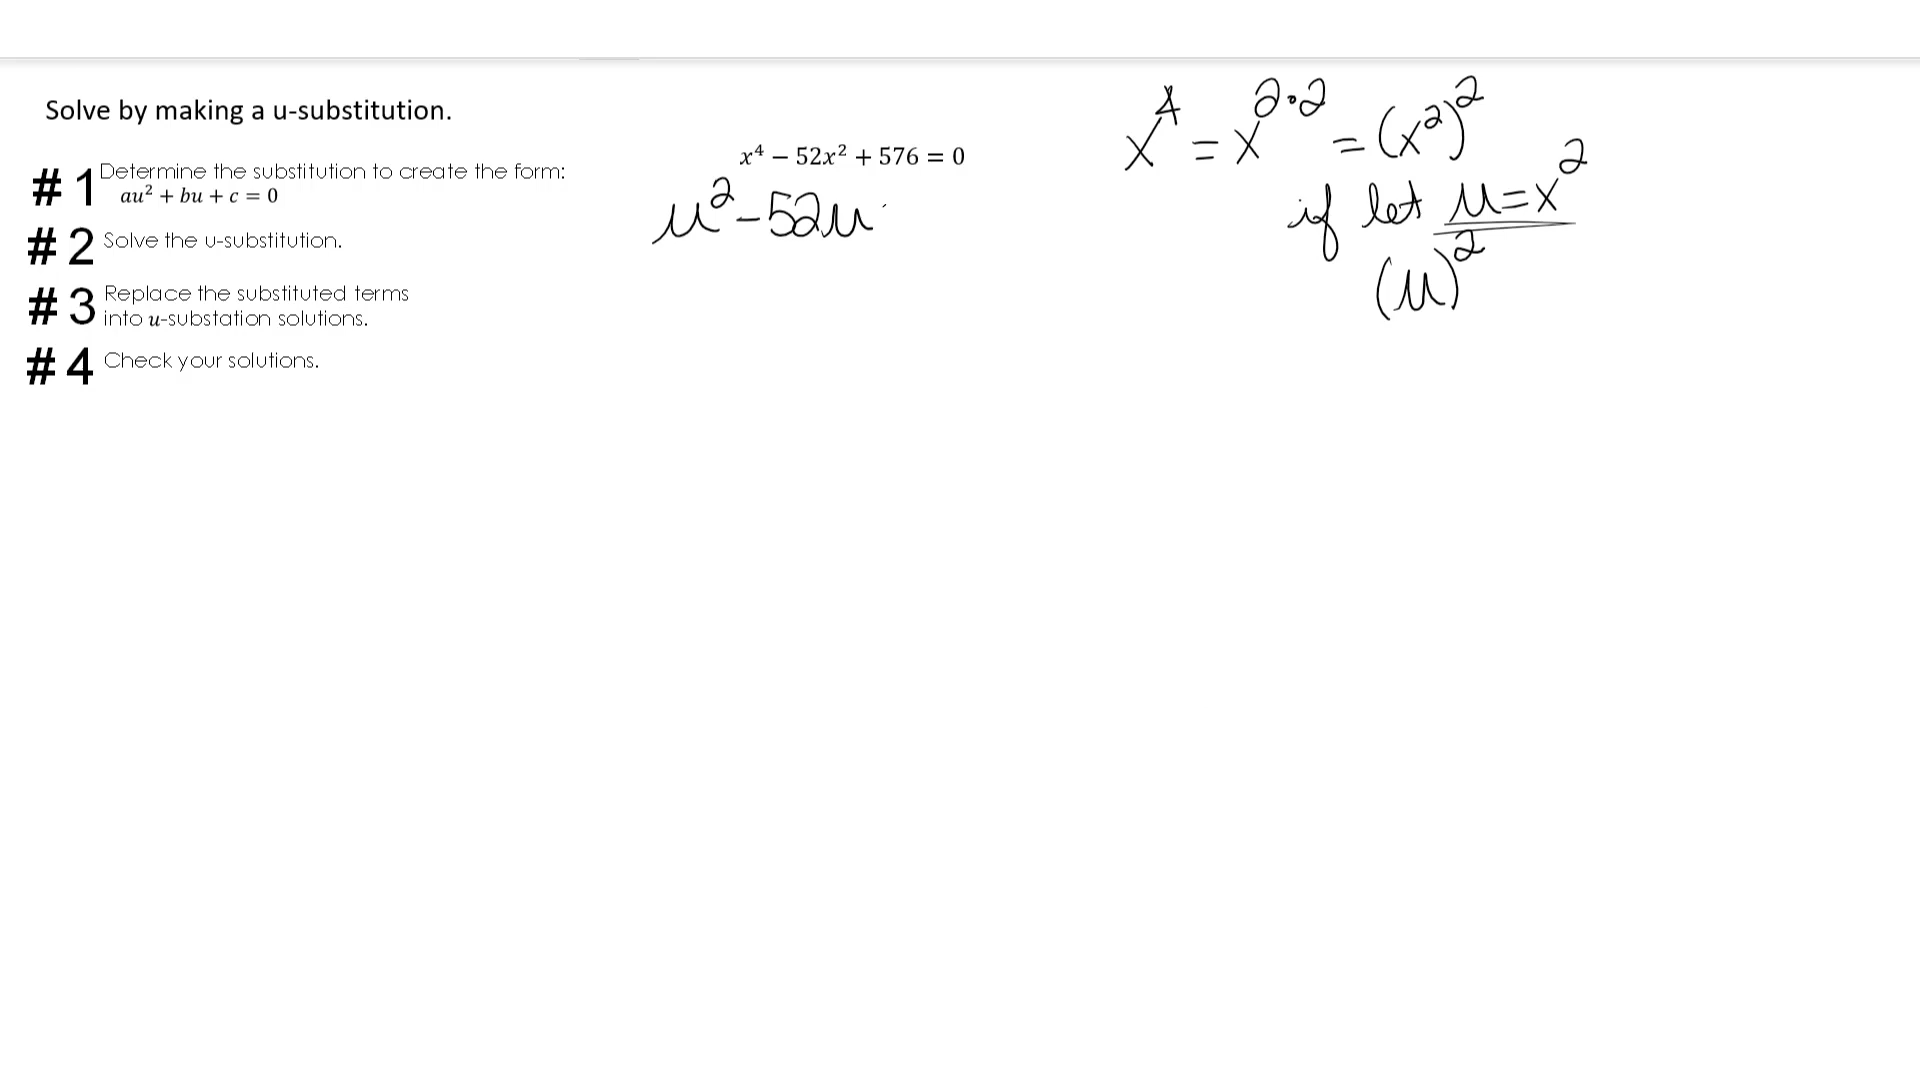 Solve by making a u-substitution.
# 1 Determine the substitution to create the form:
au² + bu + c = 0
# 2 Solve the u-substitution.
# 3 Replace the substituted terms
into u-substation solutions.
# 4 Check your solutions.
x⁴ − 52x² + 576 = 0
u² − 52u
x⁴ = x²·² = (x²)²
if let u = x²
(u)²